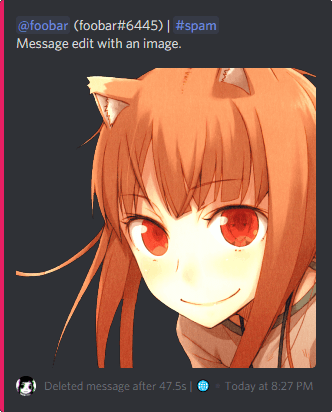 @foobar (foobar#6445) | #spam
Message edit with an image.
Deleted message after 47.5s | 🌐 • Today at 8:27 PM